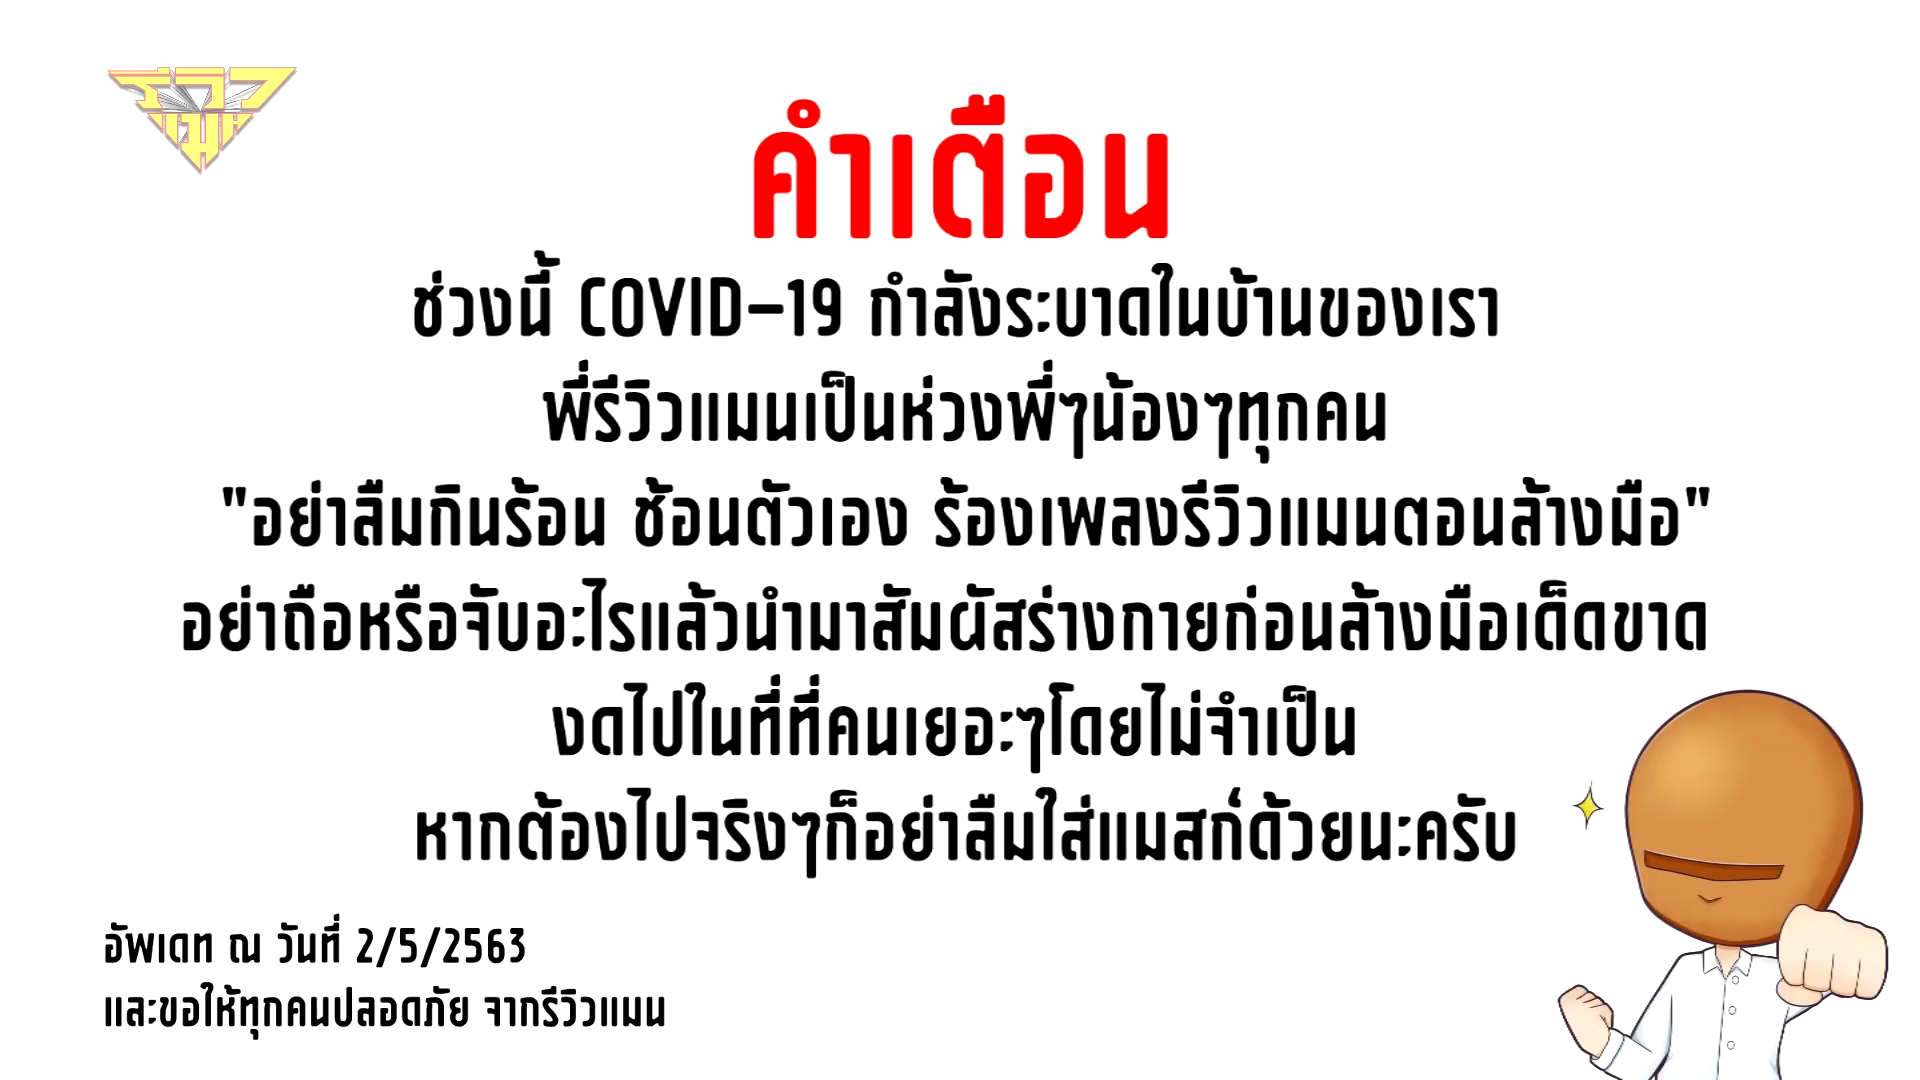 รีวิว
แมน
คำเตือน
ช่วงนี้ COVID-19 กำลังระบาดในบ้านของเรา
พี่รีวิวแมนเป็นห่วงพี่ๆน้องๆทุกคน
"อย่าลืมกินร้อน ช้อนตัวเอง ร้องเพลงรีวิวแมนตอนล้างมือ"
อย่าถือหรือจับอะไรแล้วนำมาสัมผัสร่างกายก่อนล้างมือเด็ดขาด
งดไปในที่ที่คนเยอะๆโดยไม่จำเป็น
หากต้องไปจริงๆก็อย่าลืมใส่แมสก์ด้วยนะครับ
อัพเดท ณ วันที่ 2/5/2563
และขอให้ทุกคนปลอดภัย จากรีวิวแมน